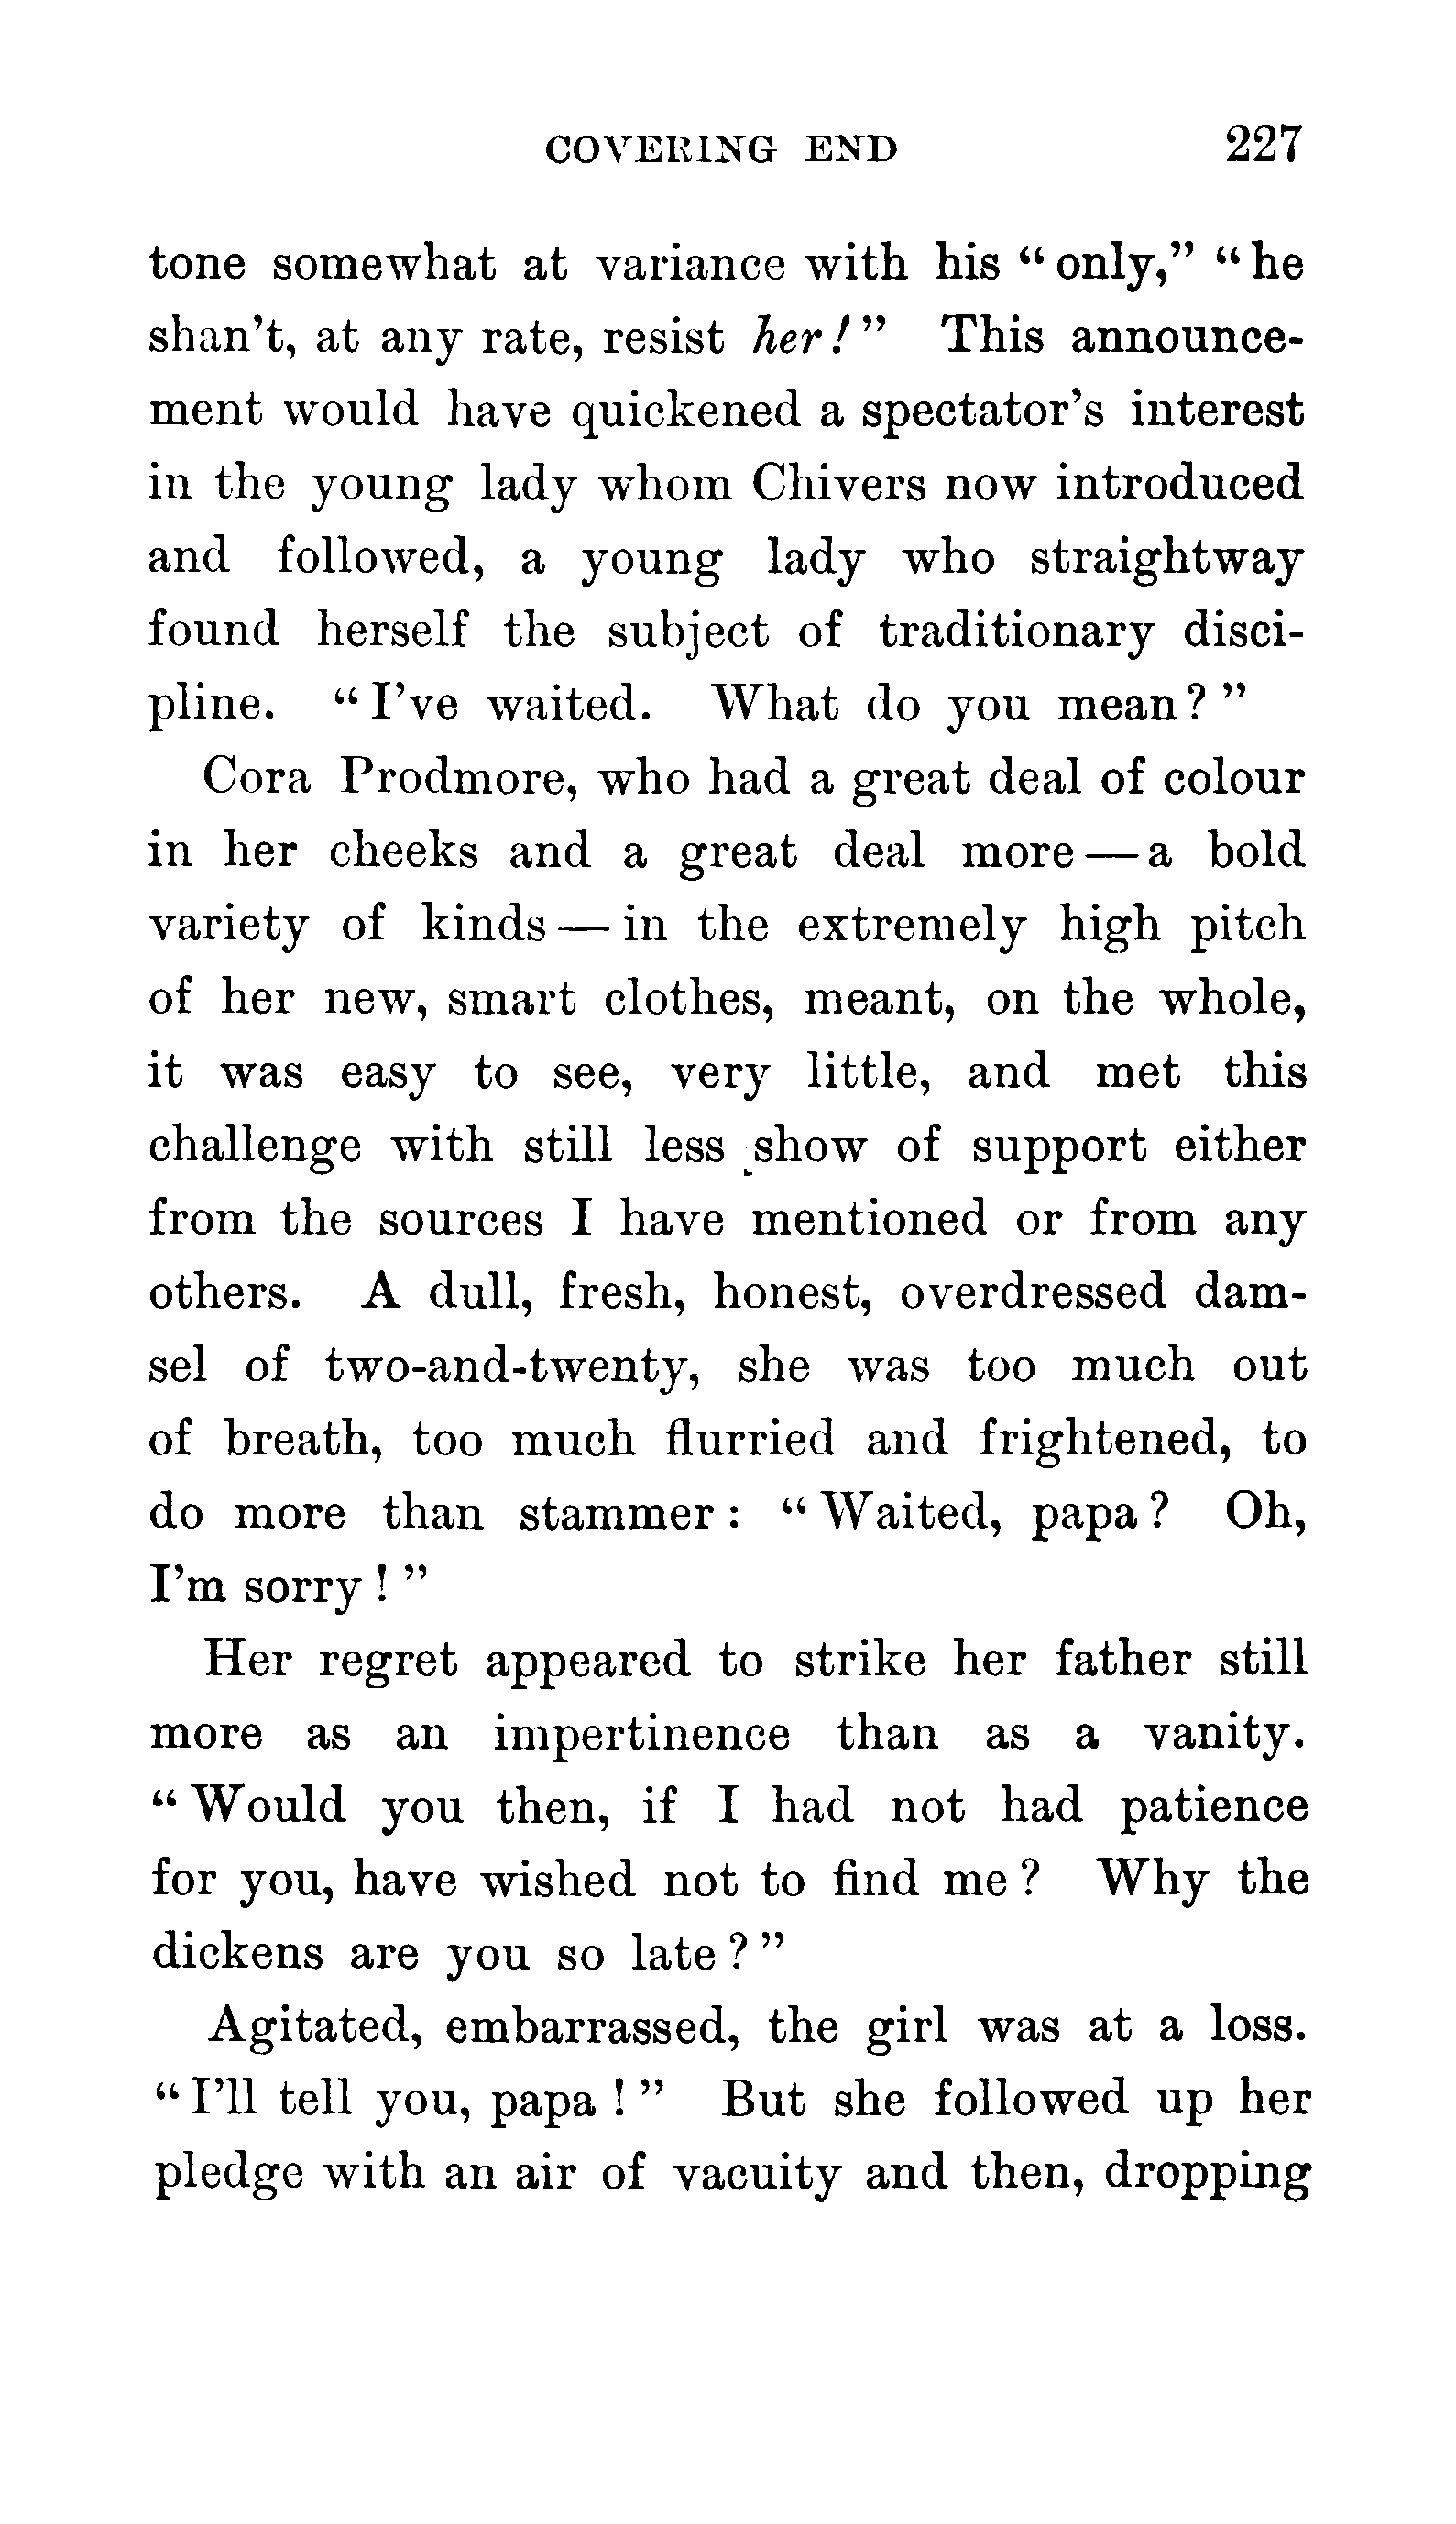 COVERING END 227
tone somewhat at variance with his “only,” “he
shan’t, at any rate, resist her!” This announce-
ment would have quickened a spectator’s interest
in the young lady whom Chivers now introduced
and followed, a young lady who straightway
found herself the subject of traditionary disci-
pline. “I’ve waited. What do you mean?”
Cora Prodmore, who had a great deal of colour
in her cheeks and a great deal more—a bold
variety of kinds—in the extremely high pitch
of her new, smart clothes, meant, on the whole,
it was easy to see, very little, and met this
challenge with still less show of support either
from the sources I have mentioned or from any
others. A dull, fresh, honest, overdressed dam-
sel of two-and-twenty, she was too much out
of breath, too much flurried and frightened, to
do more than stammer: “Waited, papa? Oh,
I’m sorry!”
Her regret appeared to strike her father still
more as an impertinence than as a vanity.
“Would you then, if I had not had patience
for you, have wished not to find me? Why the
dickens are you so late?”
Agitated, embarrassed, the girl was at a loss.
“I’ll tell you, papa!” But she followed up her
pledge with an air of vacuity and then, dropping